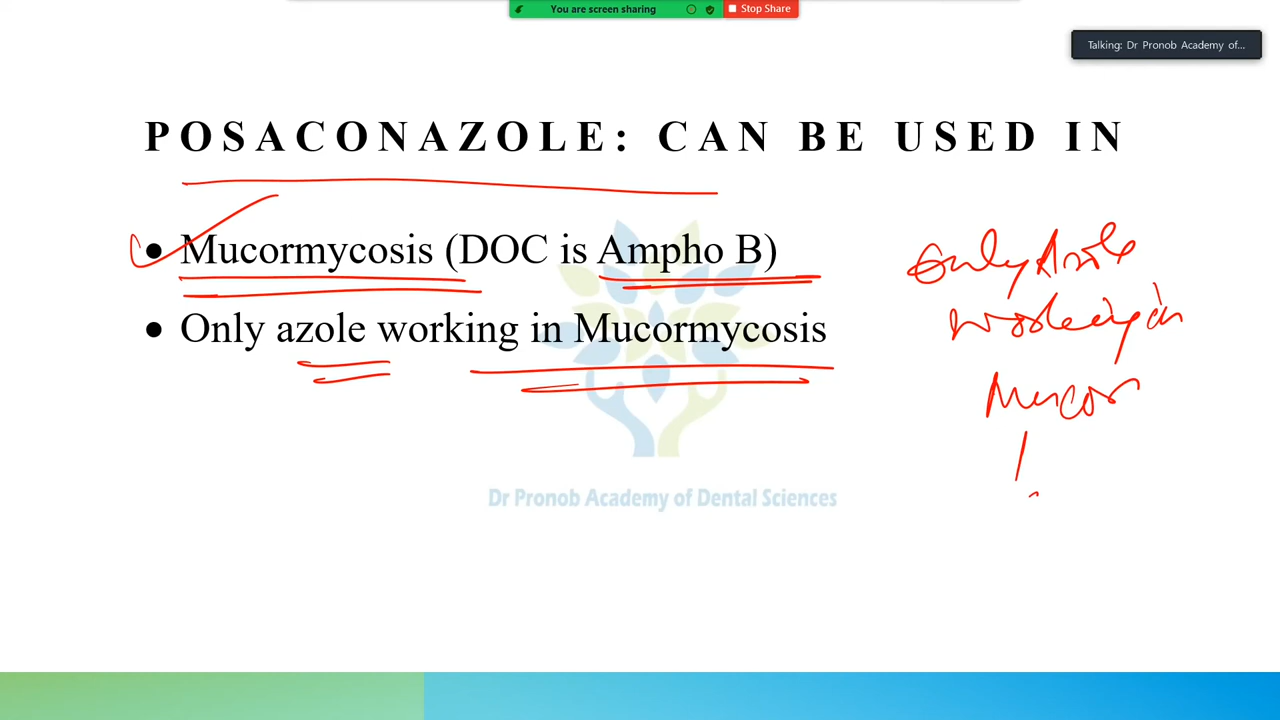 You are screen sharing
Stop Share
Talking: Dr Pronob Academy of...
POSACONAZOLE: CAN BE USED IN
• Mucormycosis (DOC is Ampho B)
• Only azole working in Mucormycosis
Only Azole
Working in
Mucor
Dr Pronob Academy of Dental Sciences